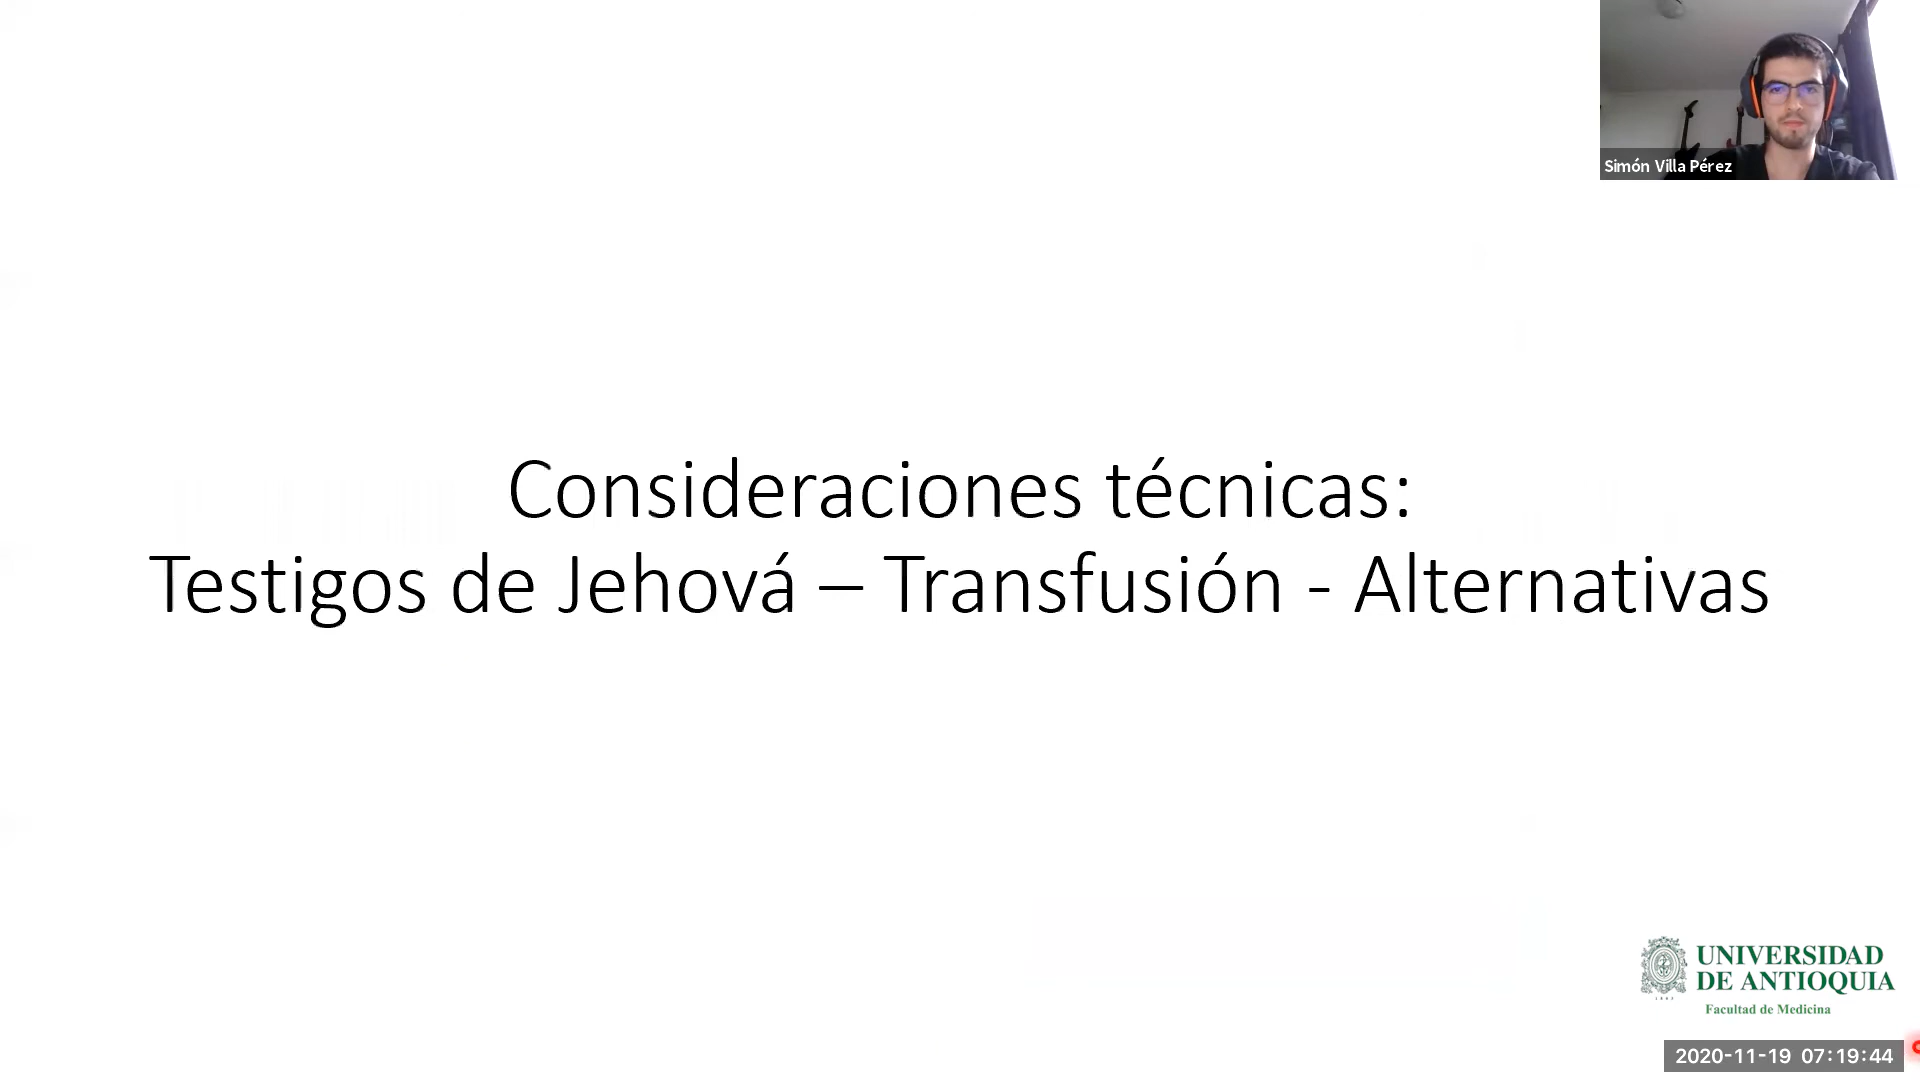 Simón Villa Pérez
Consideraciones técnicas:
Testigos de Jehová – Transfusión - Alternativas
UNIVERSIDAD
DE ANTIOQUIA
Facultad de Medicina
2020-11-19 07:19:44